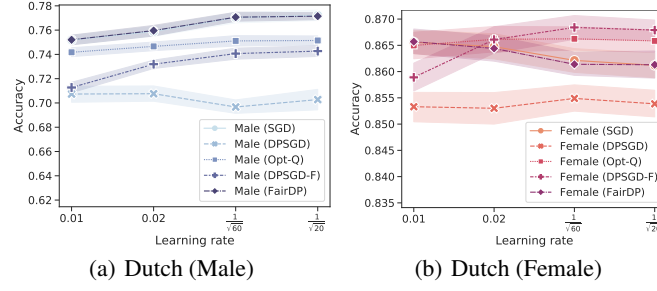 0.78
0.76
0.74
0.72
0.70
0.68
0.66
0.64
0.62
Accuracy
Male (SGD)
Male (DPSGD)
Male (Opt-Q)
Male (DPSGD-F)
Male (FairDP)
0.01 0.02 1/√60 1/√20
Learning rate
(a) Dutch (Male)
0.870
0.865
0.860
0.855
0.850
0.845
0.840
0.835
Accuracy
Female (SGD)
Female (DPSGD)
Female (Opt-Q)
Female (DPSGD-F)
Female (FairDP)
0.01 0.02 1/√60 1/√20
Learning rate
(b) Dutch (Female)